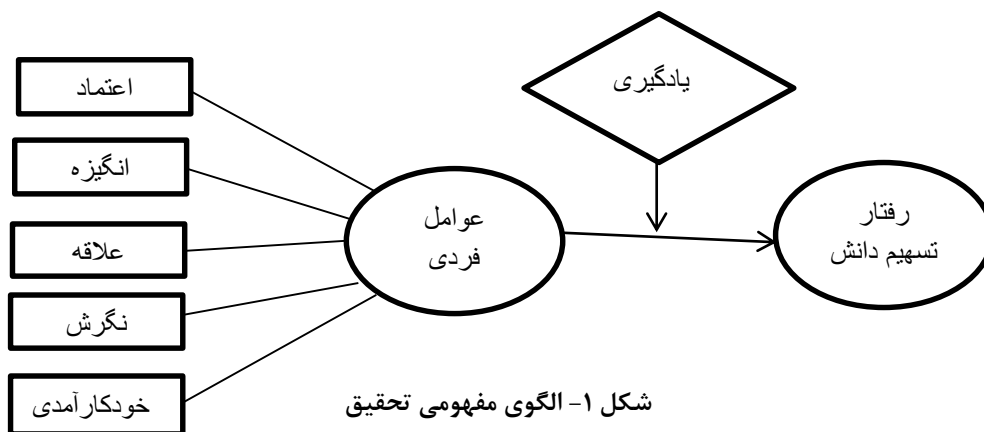 یادگیری
اعتماد
انگیزه
علاقه
نگرش
خودکارآمدی
عوامل
فردی
رفتار
تسهیم دانش
شکل ۱- الگوی مفهومی تحقیق